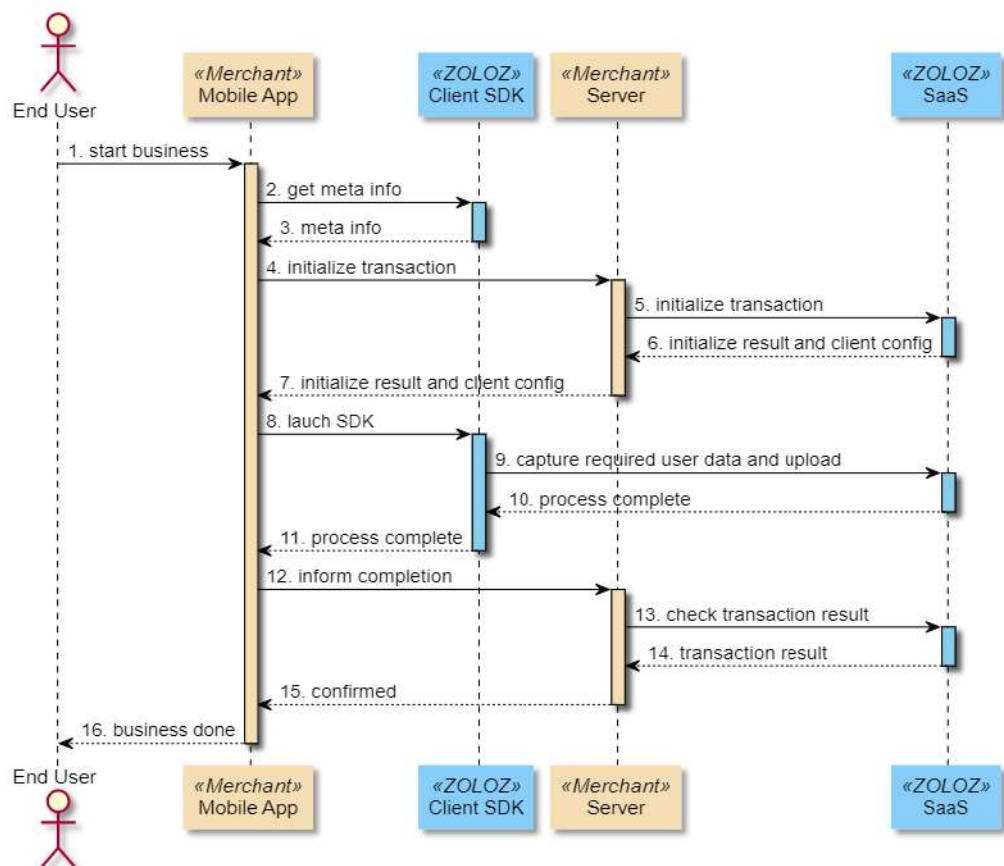 End User
«Merchant»
Mobile App
«ZOLOZ»
Client SDK
«Merchant»
Server
«ZOLOZ»
SaaS
1. start business
2. get meta info
3. meta info
4. initialize transaction
5. initialize transaction
6. initialize result and client config
7. initialize result and client config
8. lauch SDK
9. capture required user data and upload
10. process complete
11. process complete
12. inform completion
13. check transaction result
14. transaction result
15. confirmed
16. business done
End User
«Merchant»
Mobile App
«ZOLOZ»
Client SDK
«Merchant»
Server
«ZOLOZ»
SaaS